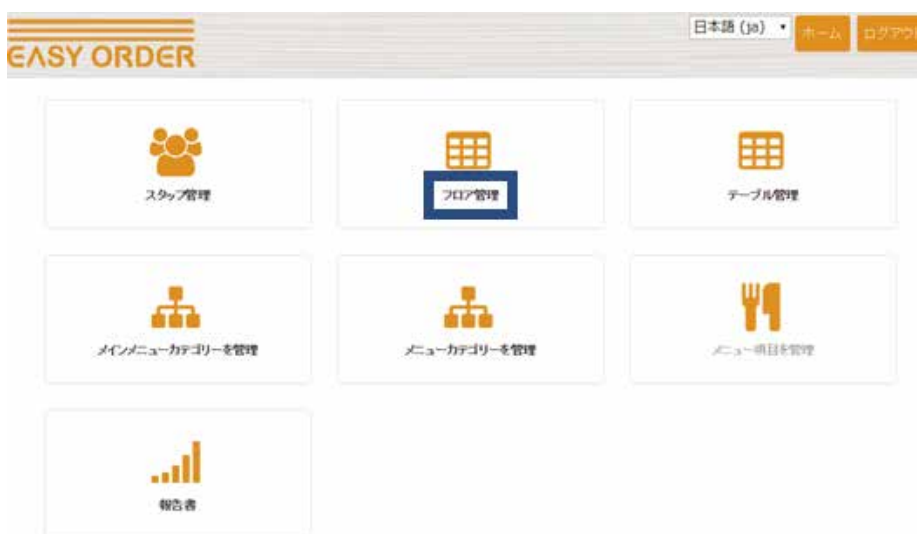 EASY ORDER
日本語 (ja)
ホーム
ログアウト
スタッフ管理
フロア管理
テーブル管理
メインメニューカテゴリーを管理
メニューカテゴリーを管理
メニュー項目を管理
報告書